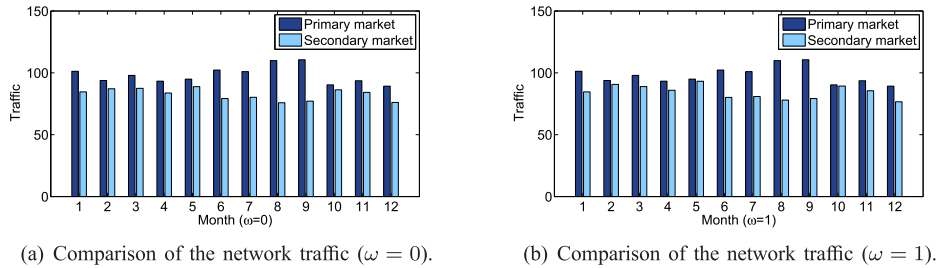 150
Primary market
Secondary market
100
Traffic
50
0
1 2 3 4 5 6 7 8 9 10 11 12
Month (ω=0)
(a) Comparison of the network traffic (ω = 0).
150
Primary market
Secondary market
100
Traffic
50
0
1 2 3 4 5 6 7 8 9 10 11 12
Month (ω=1)
(b) Comparison of the network traffic (ω = 1).